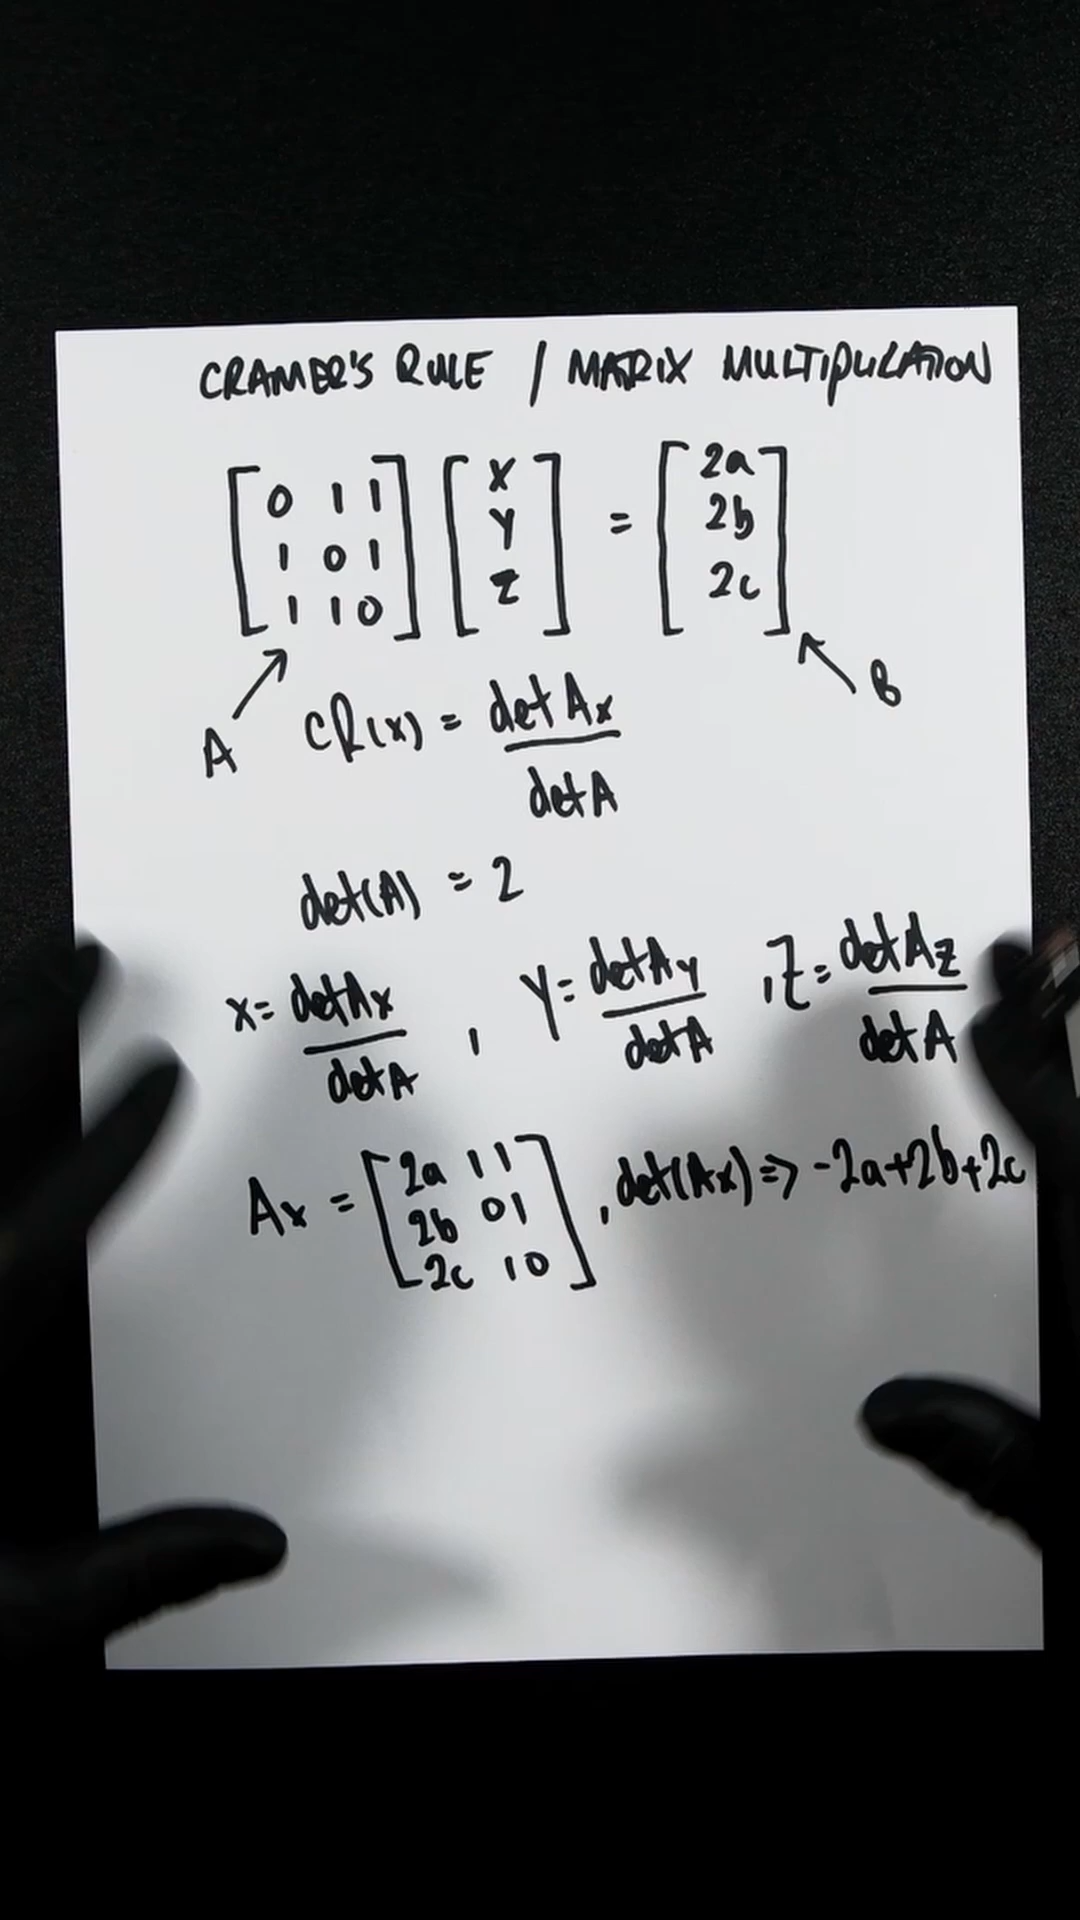 CRAMER'S RULE / MATRIX MULTIPULATION
[0 1 1] [x] = [2a]
[1 0 1] [y] [2b]
[1 1 0] [z] [2c]
A B
CR(x) = det Ax
det A
det(A) = 2
x = det Ax / det A , y = det Ay / det A , z = det Az / det A
Ax = [2a 1 1] , det(Ax) => -2a+2b+2c
[2b 0 1]
[2c 1 0]